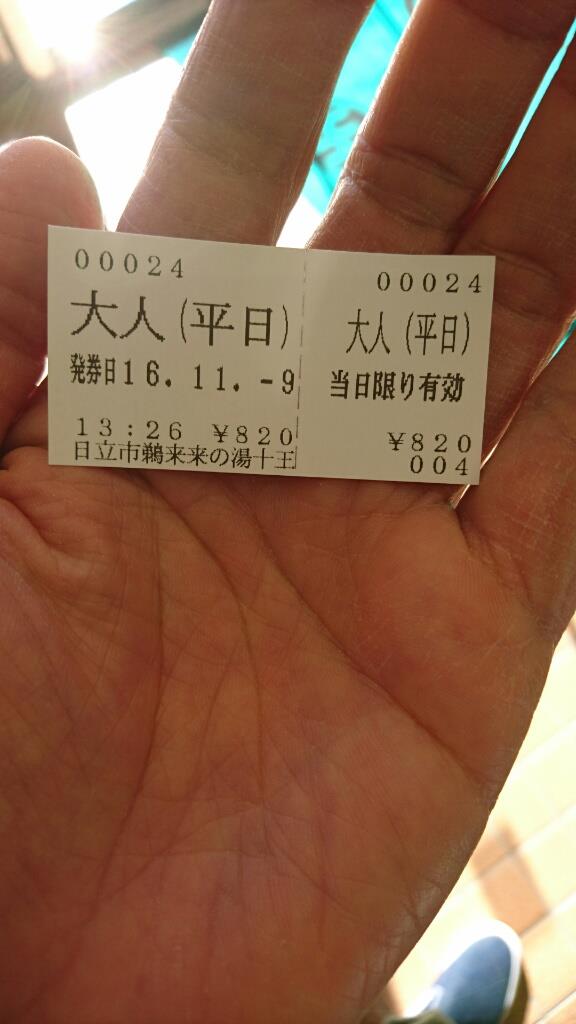 00024
大人(平日)
発券日16.11.-9
13:26 ¥820
日立市鵜来来の湯十王
00024
大人(平日)
当日限り有効
¥820
004